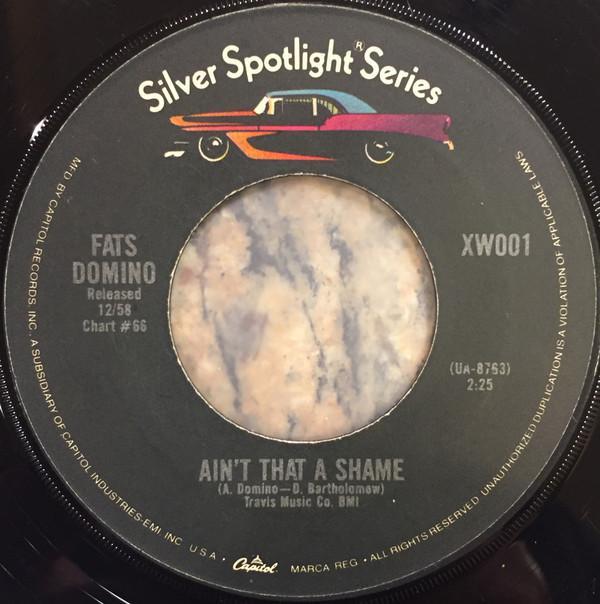 Silver Spotlight® Series
FATS
DOMINO
Released
12/58
Chart #66
XW001
(UA-8763)
2:25
AIN'T THAT A SHAME
(A. Domino—D. Bartholomew)
Travis Music Co. BMI
MFD BY CAPITOL RECORDS, INC. A SUBSIDIARY OF CAPITOL INDUSTRIES-EMI, INC U S A • Capitol. MARCA REG • ALL RIGHTS RESERVED UNAUTHORIZED DUPLICATION IS A VIOLATION OF APPLICABLE LAWS